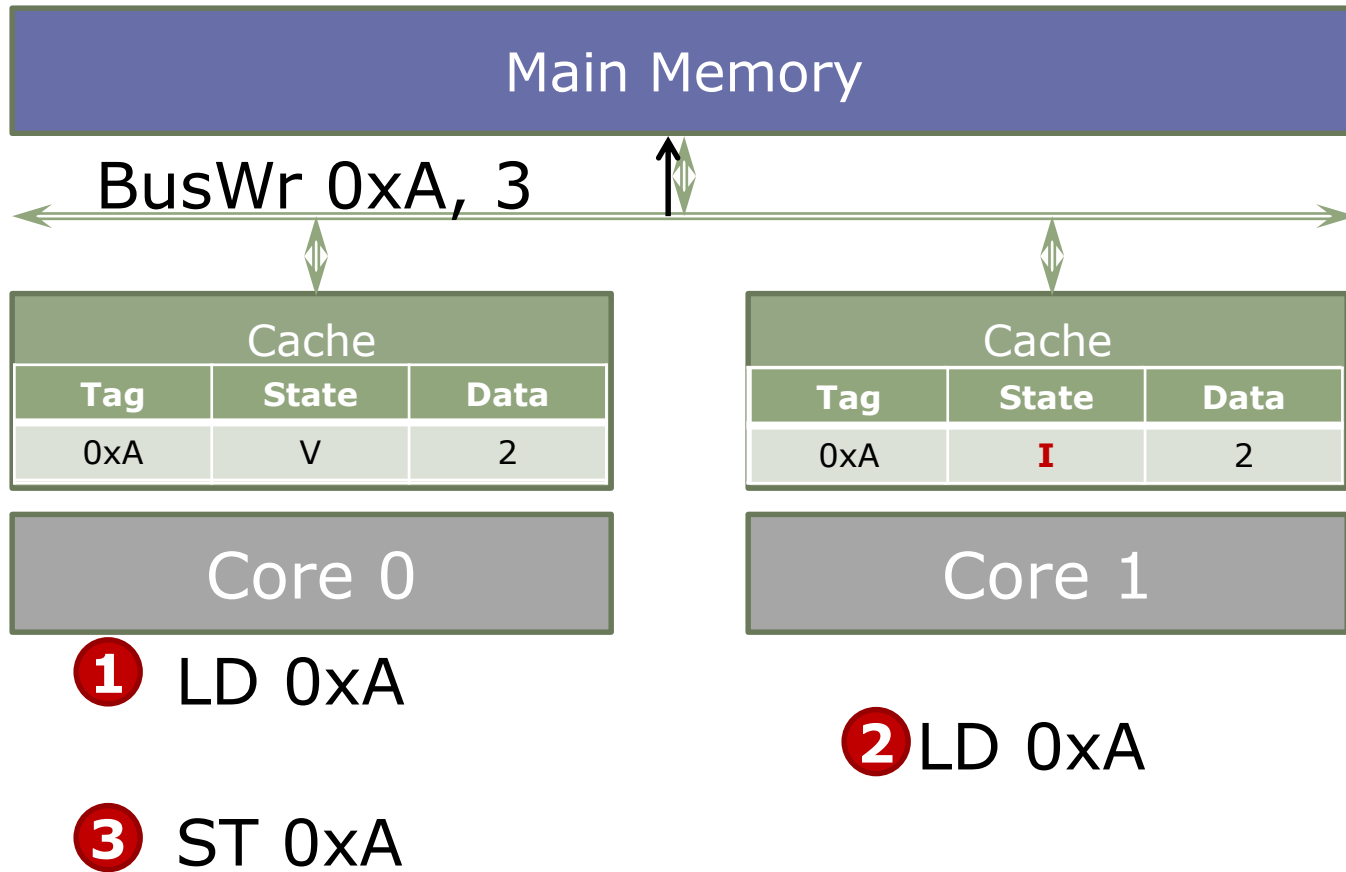 Main Memory
BusWr 0xA, 3
Cache
Tag State Data
0xA V 2
Cache
Tag State Data
0xA I 2
Core 0
Core 1
1 LD 0xA
2 LD 0xA
3 ST 0xA